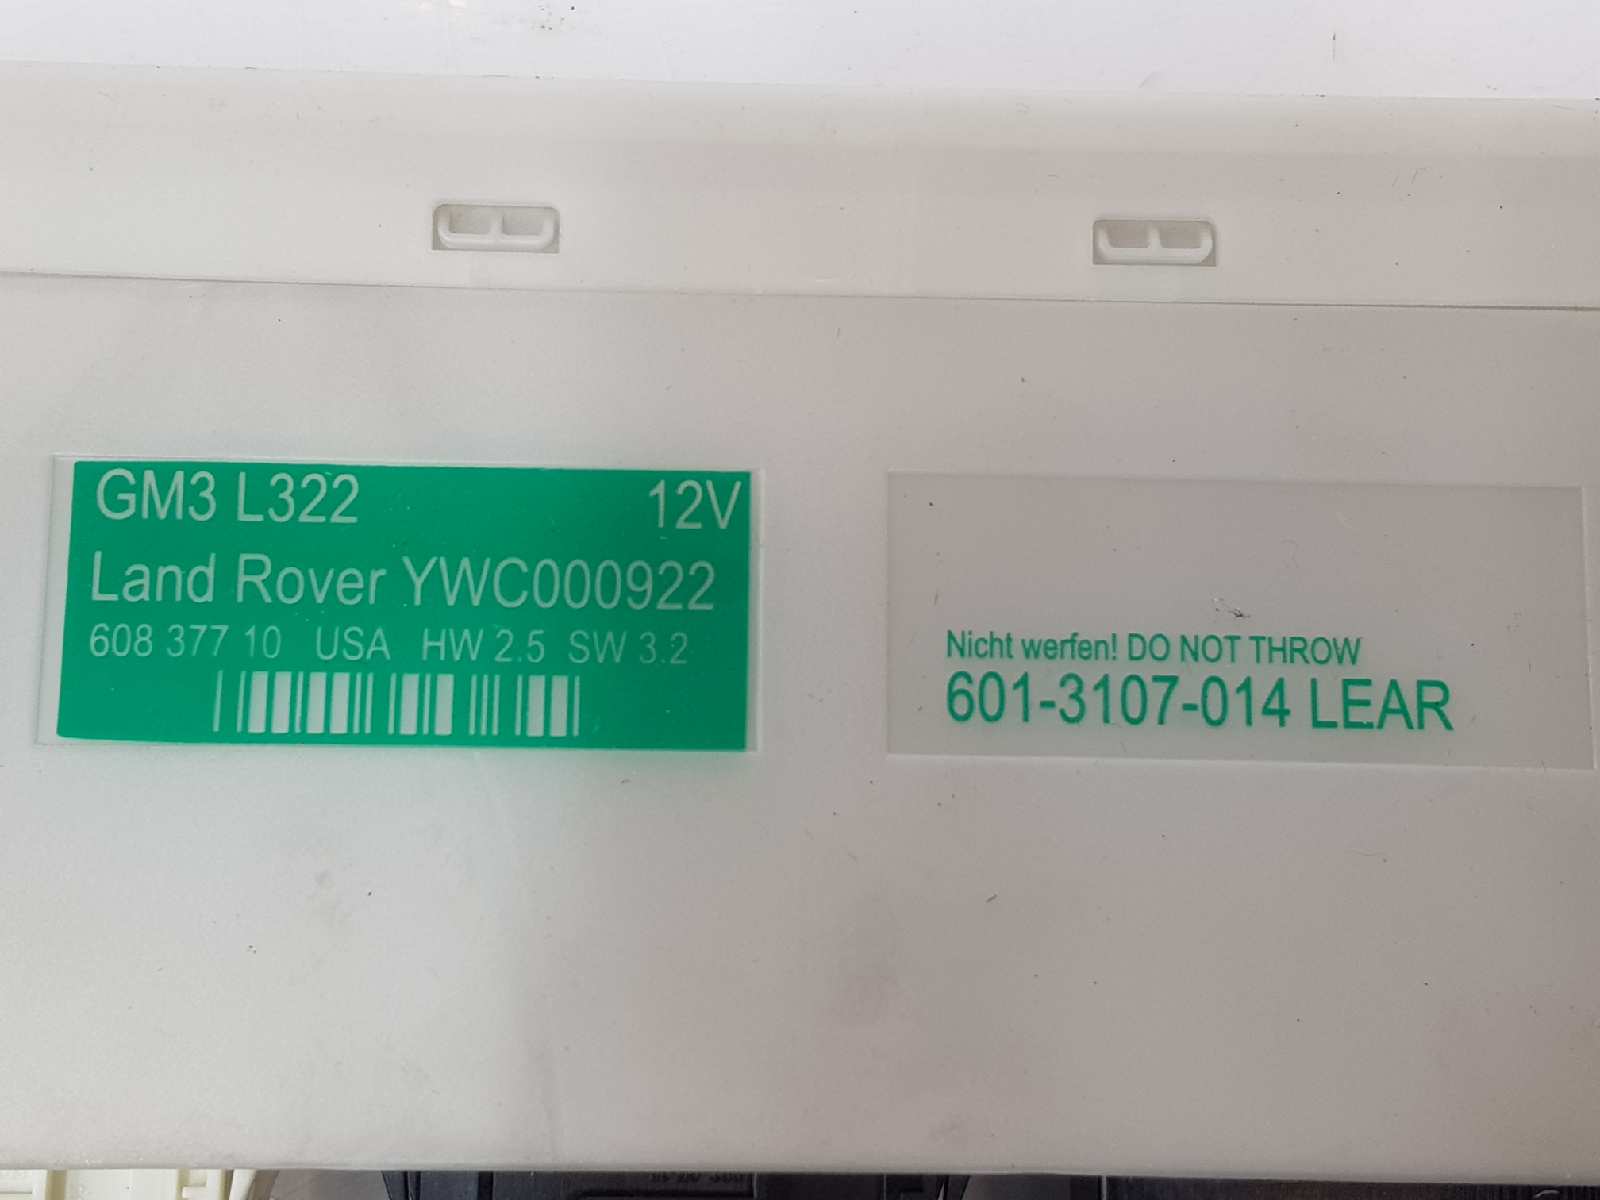 GM3 L322 12V
Land Rover YWC000922
608 377 10 USA HW 2.5 SW 3.2
Nicht werfen! DO NOT THROW
601-3107-014 LEAR